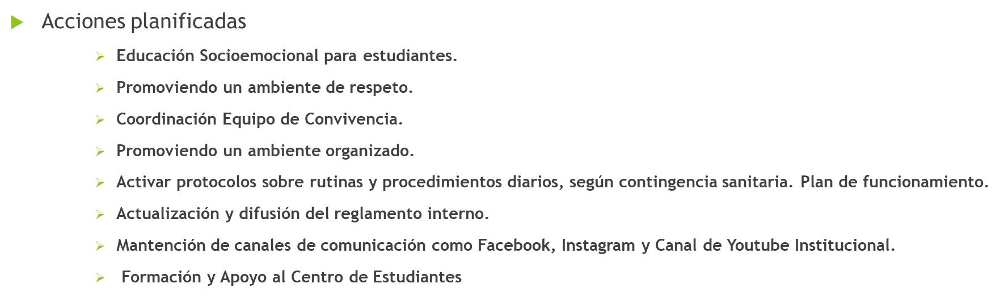 Acciones planificadas
Educación Socioemocional para estudiantes.
Promoviendo un ambiente de respeto.
Coordinación Equipo de Convivencia.
Promoviendo un ambiente organizado.
Activar protocolos sobre rutinas y procedimientos diarios, según contingencia sanitaria. Plan de funcionamiento.
Actualización y difusión del reglamento interno.
Mantención de canales de comunicación como Facebook, Instagram y Canal de Youtube Institucional.
Formación y Apoyo al Centro de Estudiantes